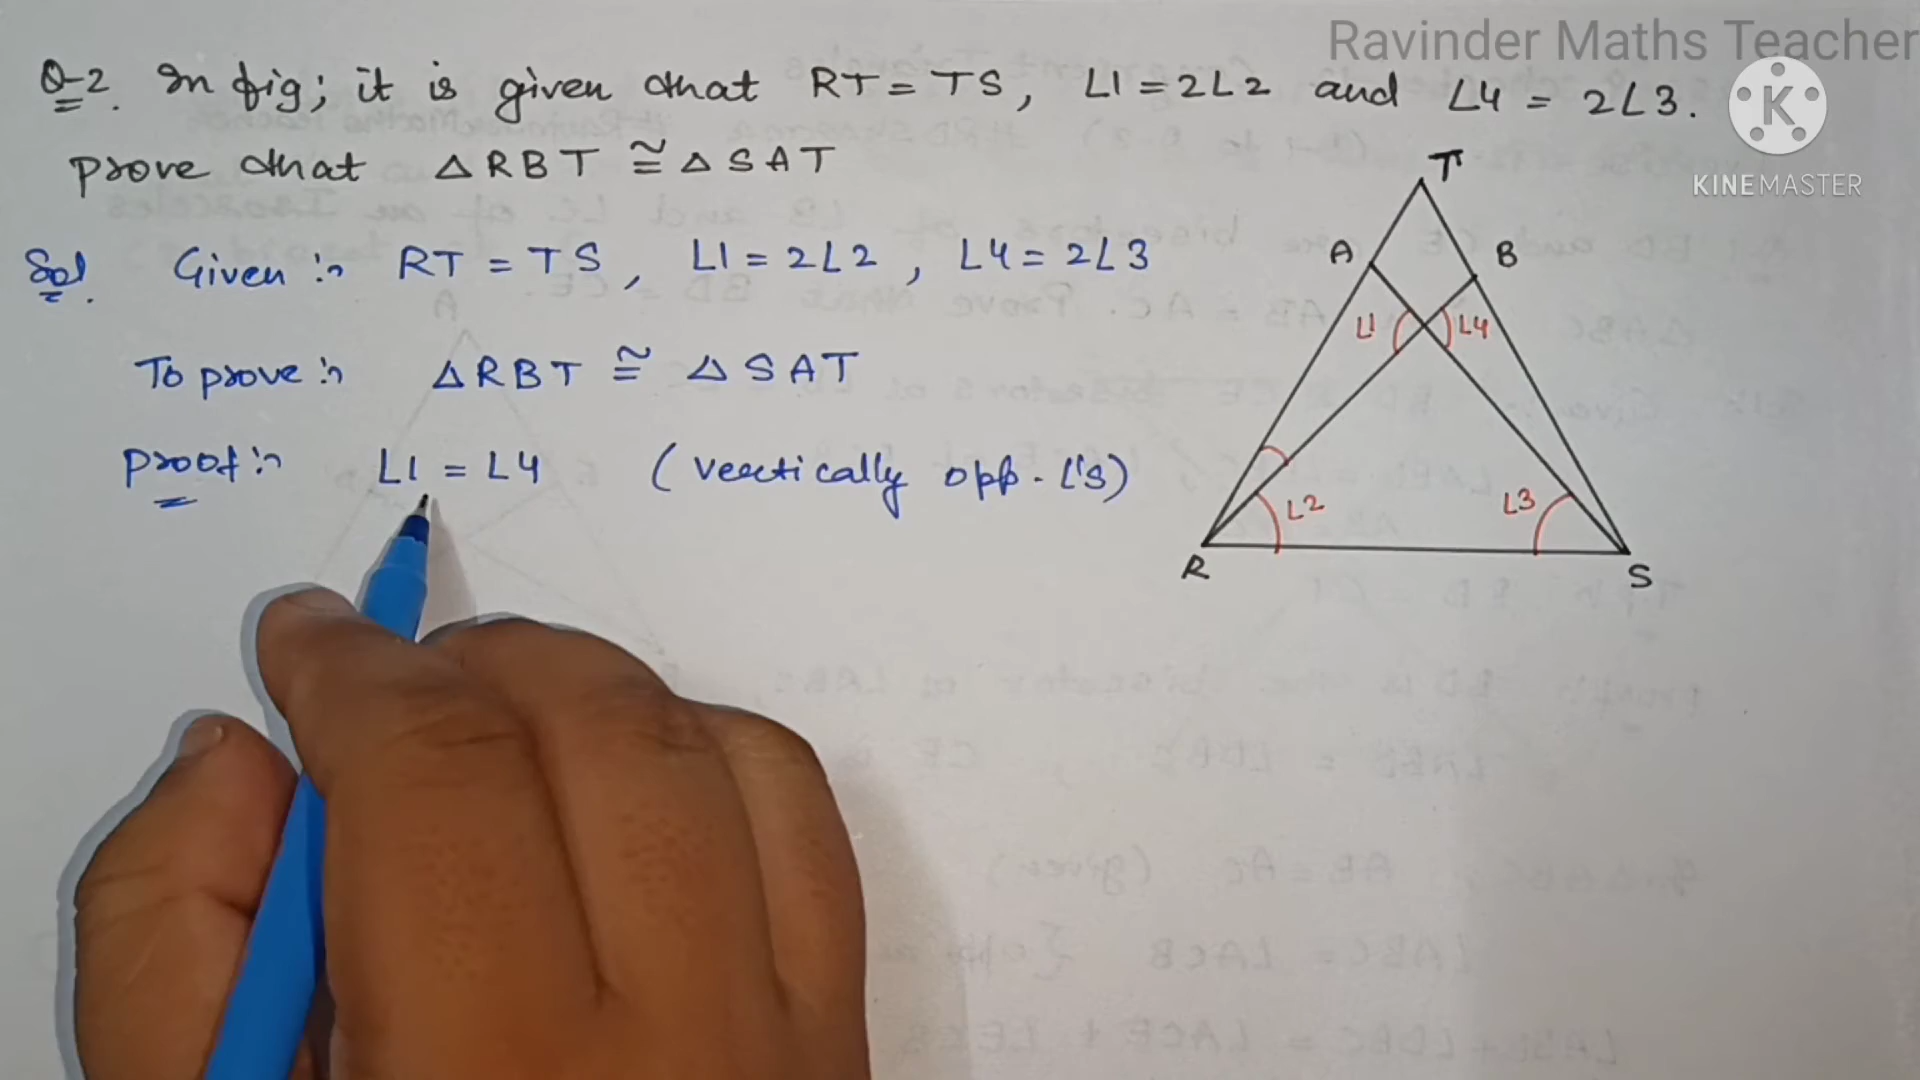 Ravinder Maths Teacher
K
KINEMASTER
Q-2. In fig; it is given that RT = TS, ∠1 = 2∠2 and ∠4 = 2∠3.
prove that △RBT ≅ △SAT
Sol. Given :- RT = TS, ∠1 = 2∠2, ∠4 = 2∠3
To prove :- △RBT ≅ △SAT
Proof :- ∠1 = ∠4 (vertically opp. ∠'s)
T
A B
∠1 ∠4
∠2 ∠3
R S